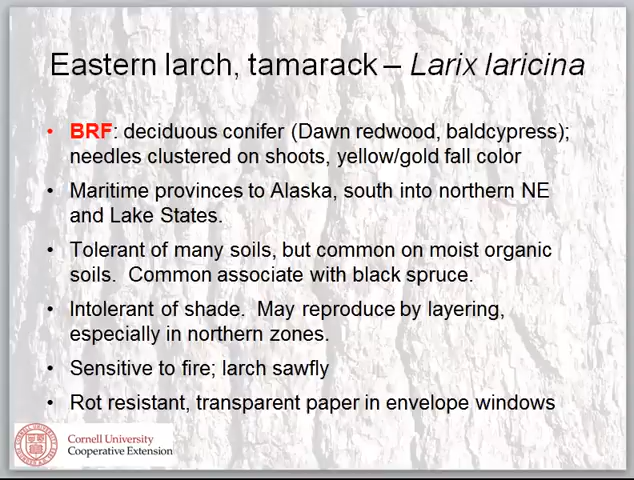 Eastern larch, tamarack – Larix laricina
• BRF: deciduous conifer (Dawn redwood, baldcypress);
needles clustered on shoots, yellow/gold fall color
• Maritime provinces to Alaska, south into northern NE
and Lake States.
• Tolerant of many soils, but common on moist organic
soils.  Common associate with black spruce.
• Intolerant of shade.  May reproduce by layering,
especially in northern zones.
• Sensitive to fire; larch sawfly
• Rot resistant, transparent paper in envelope windows
Cornell University
Cooperative Extension